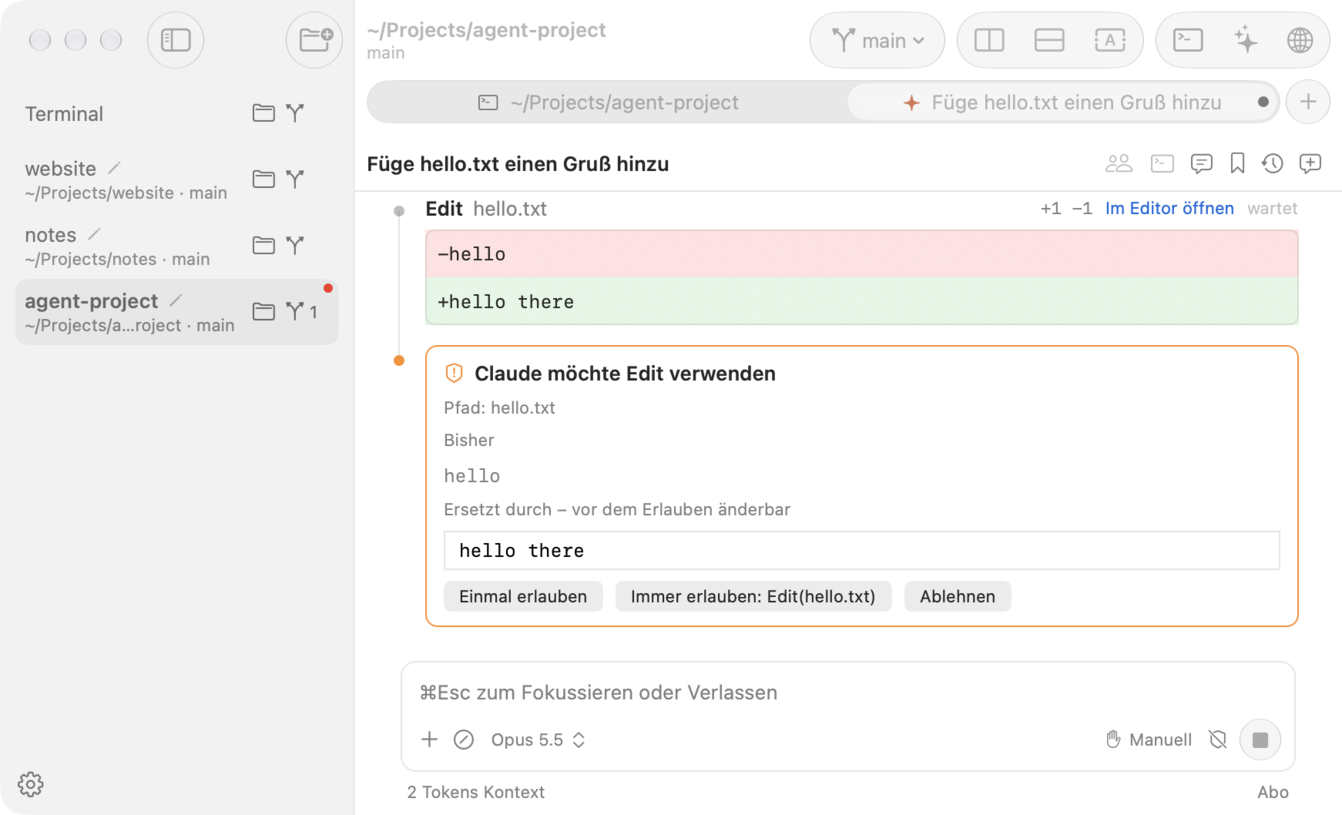 ~/Projects/agent-project
main
main
~/Projects/agent-project
Füge hello.txt einen Gruß hinzu
Terminal
website
~/Projects/website · main
notes
~/Projects/notes · main
agent-project
~/Projects/a...roject · main
1
Füge hello.txt einen Gruß hinzu
Edit hello.txt
+1 −1 Im Editor öffnen wartet
−hello
+hello there
Claude möchte Edit verwenden
Pfad: hello.txt
Bisher
hello
Ersetzt durch – vor dem Erlauben änderbar
hello there
Einmal erlauben
Immer erlauben: Edit(hello.txt)
Ablehnen
⌘Esc zum Fokussieren oder Verlassen
Opus 5.5
Manuell
2 Tokens Kontext
Abo